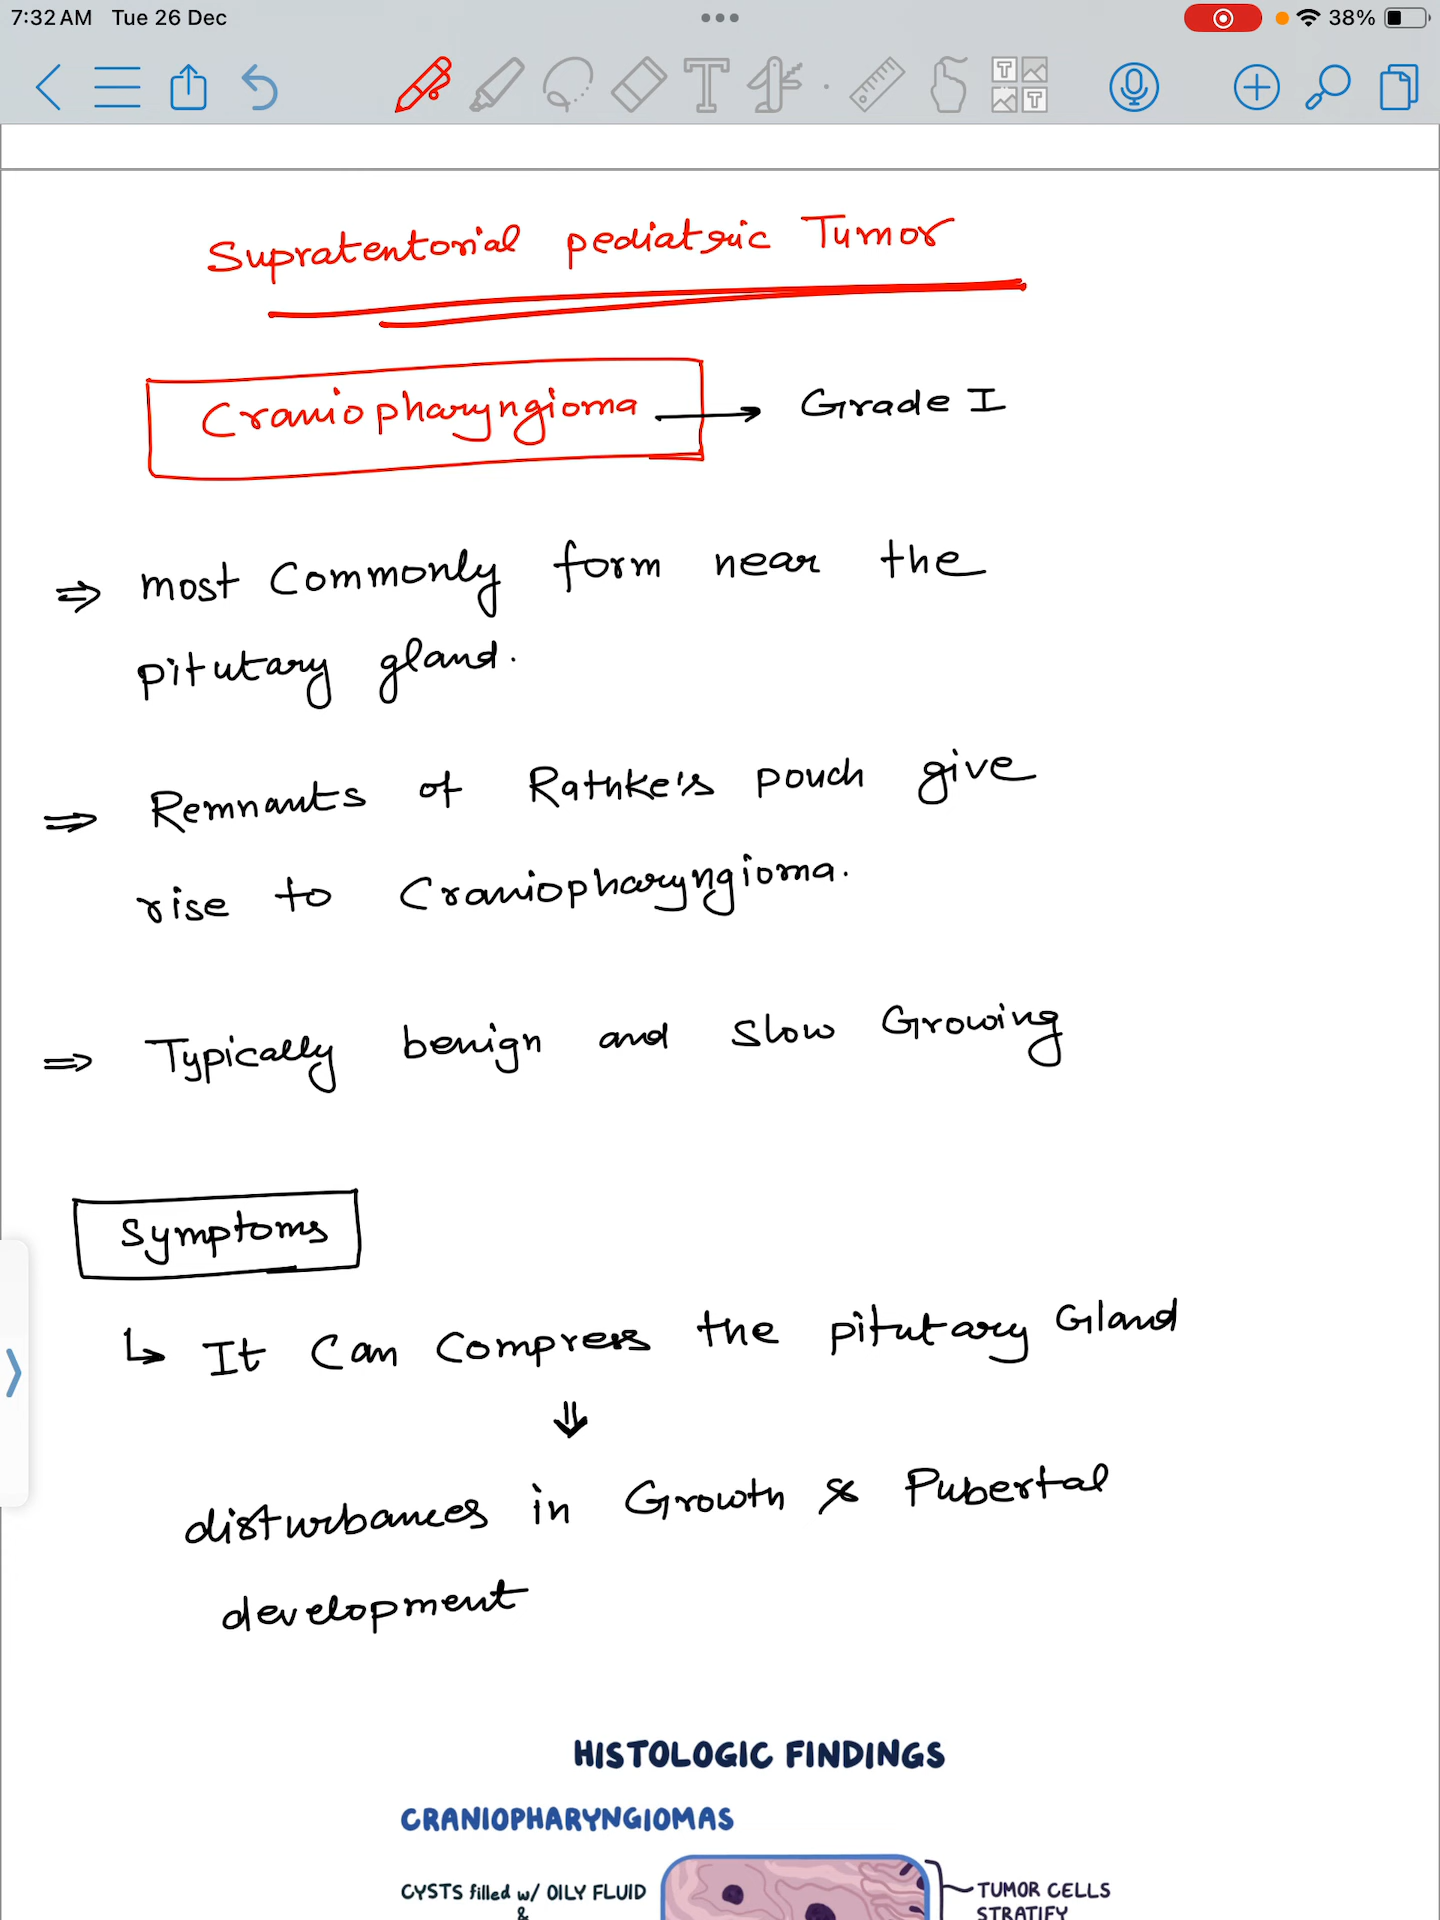 7:32 AM Tue 26 Dec
38%
Supratentorial pediatric Tumor
Craniopharyngioma → Grade I
⇒ most Commonly form near the
pitutary gland.
⇒ Remnants of Rathke's pouch give
rise to Craniopharyngioma.
⇒ Typically benign and Slow Growing
Symptoms
↳ It Can Compress the pitutary Gland
⇓
disturbances in Growth & Pubertal
development
HISTOLOGIC FINDINGS
CRANIOPHARYNGIOMAS
CYSTS filled w/ OILY FLUID
&
TUMOR CELLS
STRATIFY